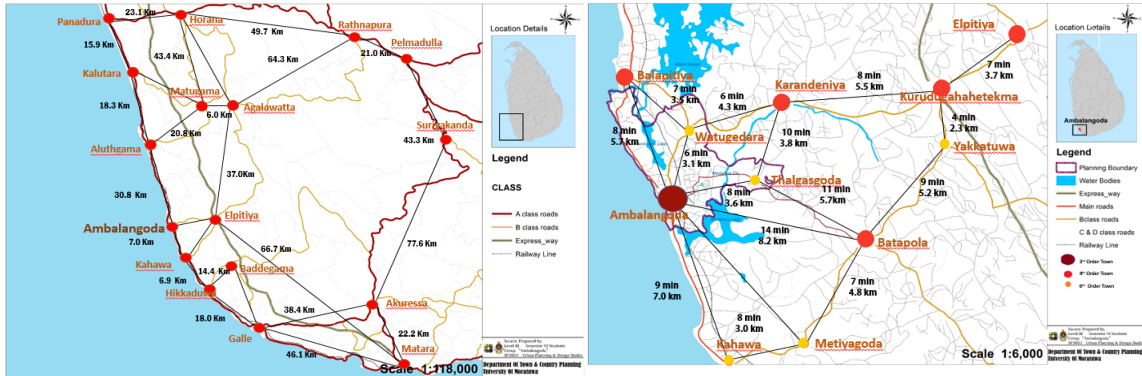 23.1 Km
Panadura
Horana
49.7 Km
Rathnapura
15.9 Km
43.4 Km
21.0 Km
Pelmadulla
64.3 Km
Kalutara
Matugama
6.0 Km
Agalawatta
18.3 Km
20.8 Km
43.3 Km
Aluthgama
37.0Km
30.8 Km
Elpitiya
Ambalangoda
7.0 Km
66.7 Km
77.6 Km
Kahawa
14.4 Km
Baddegama
6.9 Km
Hikkaduwa
Akuressa
18.0 Km
38.4 Km
Galle
22.2 Km
46.1 Km
Matara
Scale 1:118,000
Location Details
Legend
CLASS
A class roads
B class roads
Express_way
Railway Line
Department Of Town & Country Planning
University Of Moratuwa
Elpitiya
Balapitiya
7 min
3.5 km
Karandeniya
6 min
4.3 km
8 min
5.5 km
7 min
3.7 km
Kurudugahahetekma
8 min
5.7 km
Watugedara
10 min
3.8 km
4 min
2.3 km
Yakkatuwa
6 min
3.1 km
Thalgasgoda
8 min
3.6 km
11 min
5.7km
9 min
5.2 km
Ambalangoda
14 min
8.2 km
Batapola
9 min
7.0 km
7 min
4.8 km
8 min
3.0 km
Kahawa
Metiyagoda
Scale 1:6,000
Location Details
Ambalangoda
Legend
Planning Boundary
Water Bodies
Express_way
Main roads
Bclass roads
C & D class roads
Railway Line
3rd Order Town
4th Order Town
Department Of Town & Country Planning
University Of Moratuwa